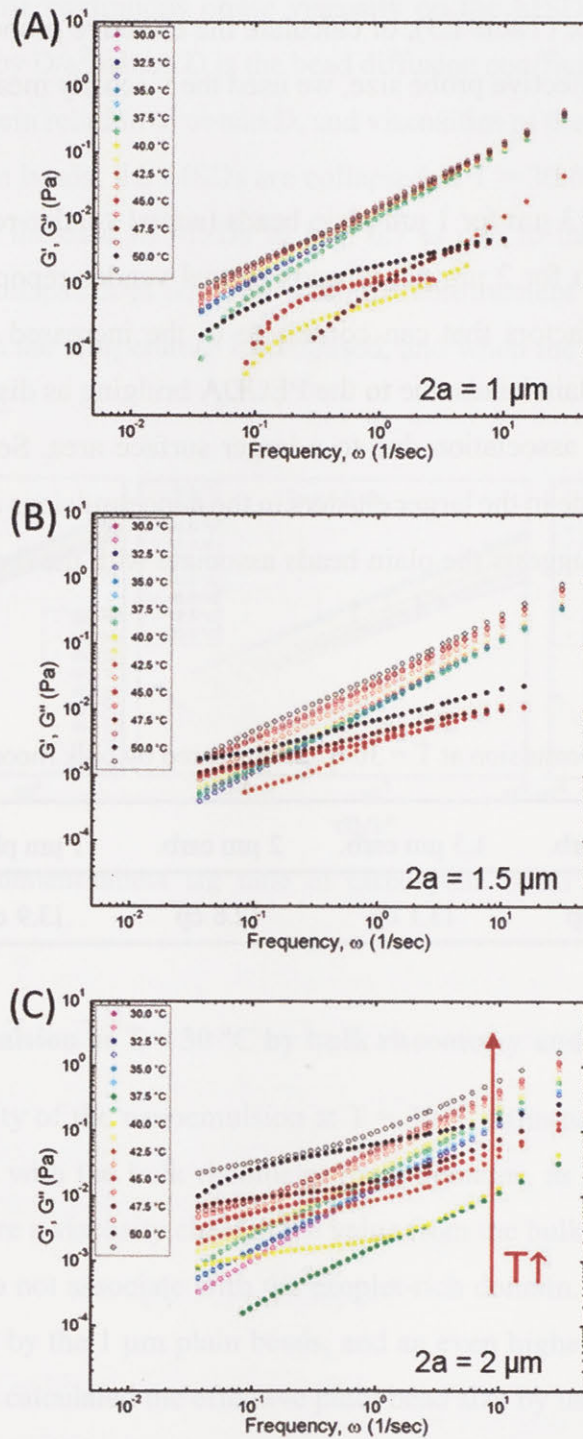 (A)
10^1
10^0
10^-1
10^-2
10^-3
10^-4
G', G" (Pa)
30.0 °C
32.5 °C
35.0 °C
37.5 °C
40.0 °C
42.5 °C
45.0 °C
47.5 °C
50.0 °C
2a = 1 µm
10^-2
10^-1
10^0
10^1
Frequency, ω (1/sec)
(B)
10^1
10^0
10^-1
10^-2
10^-3
10^-4
G', G" (Pa)
30.0 °C
32.5 °C
35.0 °C
37.5 °C
40.0 °C
42.5 °C
45.0 °C
47.5 °C
50.0 °C
2a = 1.5 µm
10^-2
10^-1
10^0
10^1
Frequency, ω (1/sec)
(C)
10^1
10^0
10^-1
10^-2
10^-3
10^-4
G', G" (Pa)
30.0 °C
32.5 °C
35.0 °C
37.5 °C
40.0 °C
42.5 °C
45.0 °C
47.5 °C
50.0 °C
T↑
2a = 2 µm
10^-2
10^-1
10^0
10^1
Frequency, ω (1/sec)